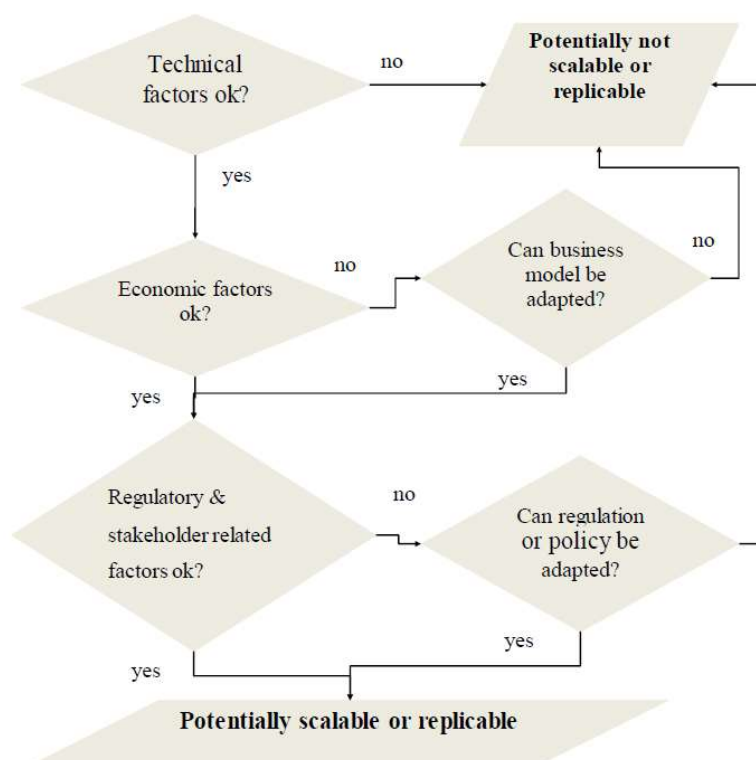 Technical
factors ok?
no
Potentially not
scalable or
replicable
yes
Economic factors
ok?
no
Can business
model be
adapted?
no
yes
yes
Regulatory &
stakeholder related
factors ok?
no
Can regulation
or policy be
adapted?
yes
yes
Potentially scalable or replicable